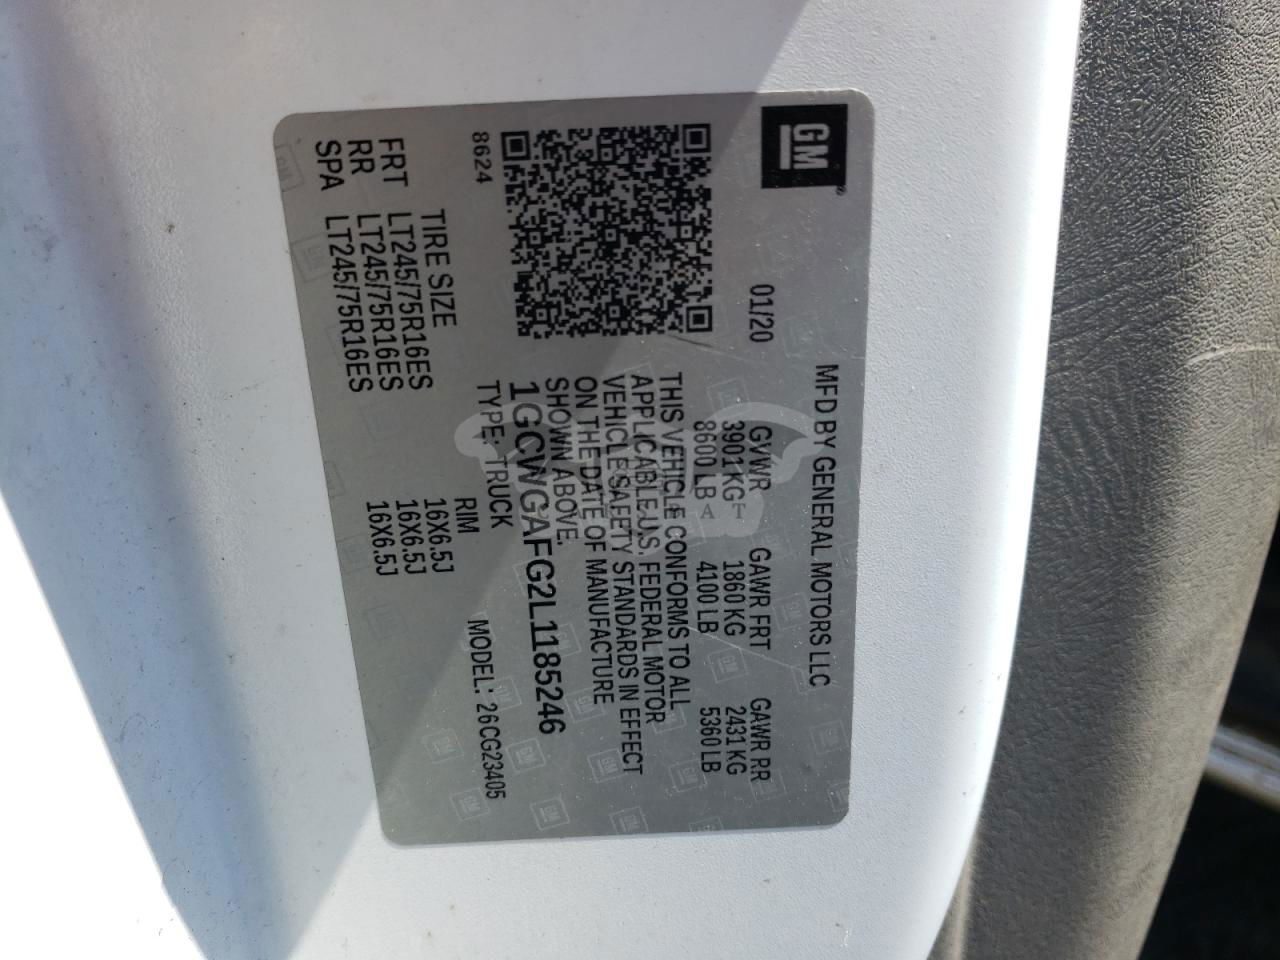 GM
MFD BY GENERAL MOTORS LLC
01/20 GVWR GAWR FRT GAWR RR
3901 KG 1860 KG 2431 KG
8600 LB 4100 LB 5360 LB
THIS VEHICLE CONFORMS TO ALL
APPLICABLE U.S. FEDERAL MOTOR
VEHICLE SAFETY STANDARDS IN EFFECT
ON THE DATE OF MANUFACTURE
SHOWN ABOVE.
1GCWGAFG2L1185246
8624 TYPE: TRUCK MODEL: 26CG23405
TIRE SIZE RIM
FRT LT245/75R16ES 16X6.5J
RR LT245/75R16ES 16X6.5J
SPA LT245/75R16ES 16X6.5J